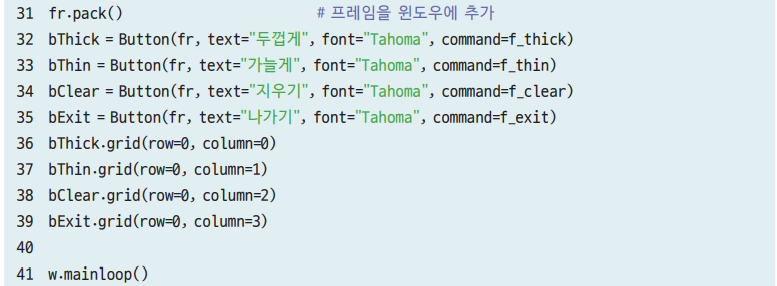 31 fr.pack() # 프레임을 윈도우에 추가
32 bThick = Button(fr, text="두껍게", font="Tahoma", command=f_thick)
33 bThin = Button(fr, text="가늘게", font="Tahoma", command=f_thin)
34 bClear = Button(fr, text="지우기", font="Tahoma", command=f_clear)
35 bExit = Button(fr, text="나가기", font="Tahoma", command=f_exit)
36 bThick.grid(row=0, column=0)
37 bThin.grid(row=0, column=1)
38 bClear.grid(row=0, column=2)
39 bExit.grid(row=0, column=3)
40
41 w.mainloop()